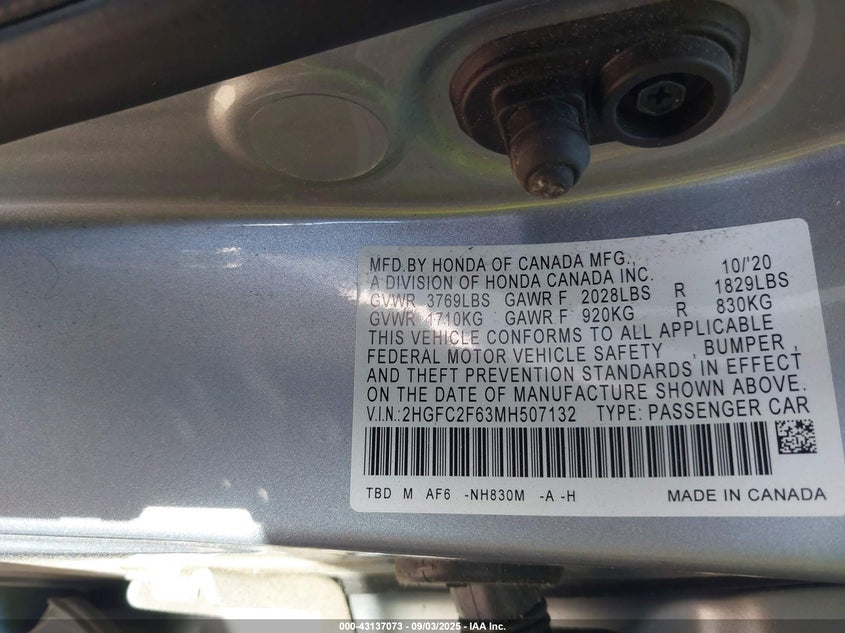 MFD.BY HONDA OF CANADA MFG., 10/'20
A DIVISION OF HONDA CANADA INC.
GVWR 3769LBS GAWR F 2028LBS R 1829LBS
GVWR 1710KG GAWR F 920KG R 830KG
THIS VEHICLE CONFORMS TO ALL APPLICABLE
FEDERAL MOTOR VEHICLE SAFETY , BUMPER ,
AND THEFT PREVENTION STANDARDS IN EFFECT
ON THE DATE OF MANUFACTURE SHOWN ABOVE.
V.I.N.:2HGFC2F63MH507132 TYPE: PASSENGER CAR
TBD M AF6 -NH830M -A -H MADE IN CANADA
000-43137073 - 09/03/2025 - IAA Inc.